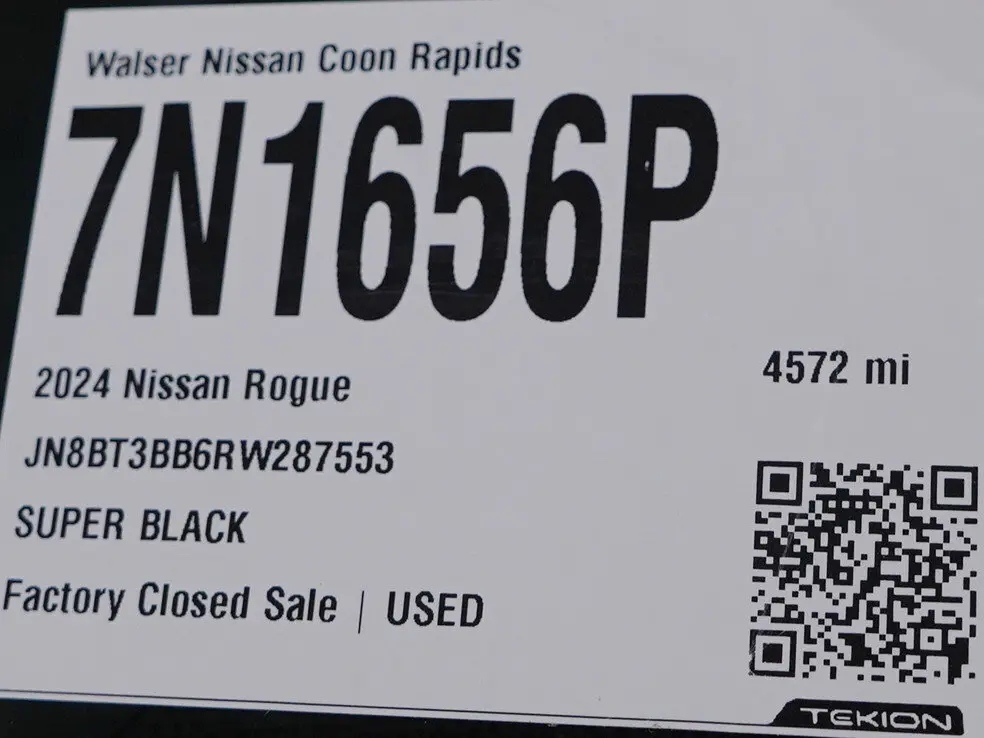 Walser Nissan Coon Rapids
7N1656P
4572 mi
2024 Nissan Rogue
JN8BT3BB6RW287553
SUPER BLACK
Factory Closed Sale | USED
TEKION